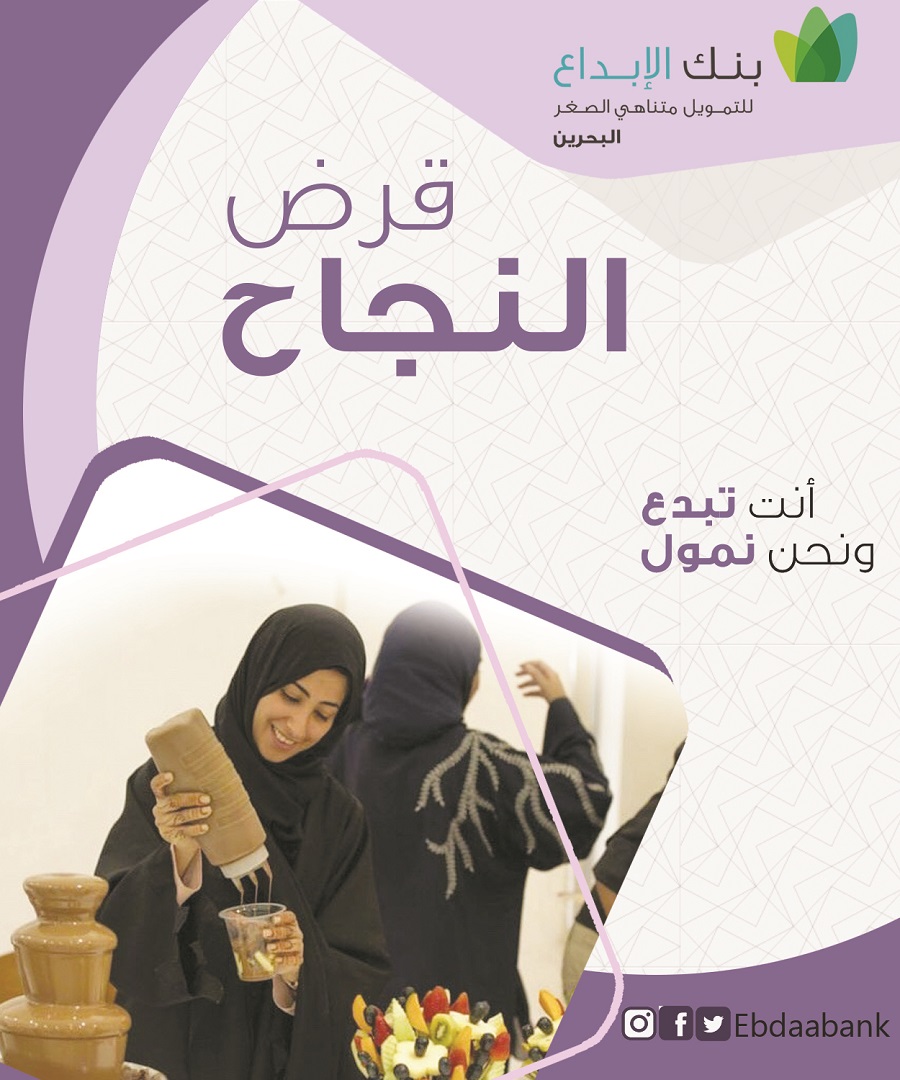 بنك الإبداع
للتمويل متناهي الصغر
البحرين
قرض
النجاح
أنت تبدع
ونحن نمول
Ebdaabank